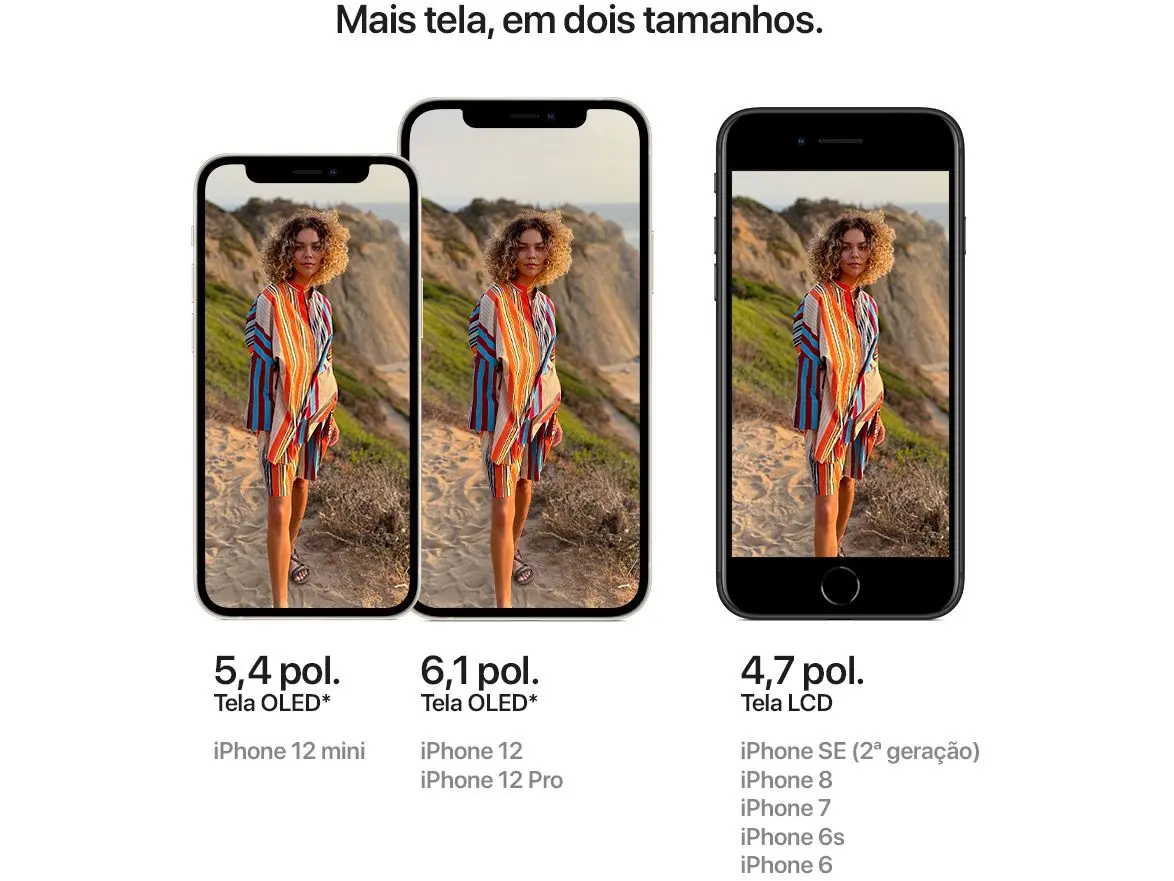 Mais tela, em dois tamanhos.
5,4 pol.
Tela OLED*
iPhone 12 mini
6,1 pol.
Tela OLED*
iPhone 12
iPhone 12 Pro
4,7 pol.
Tela LCD
iPhone SE (2ª geração)
iPhone 8
iPhone 7
iPhone 6s
iPhone 6